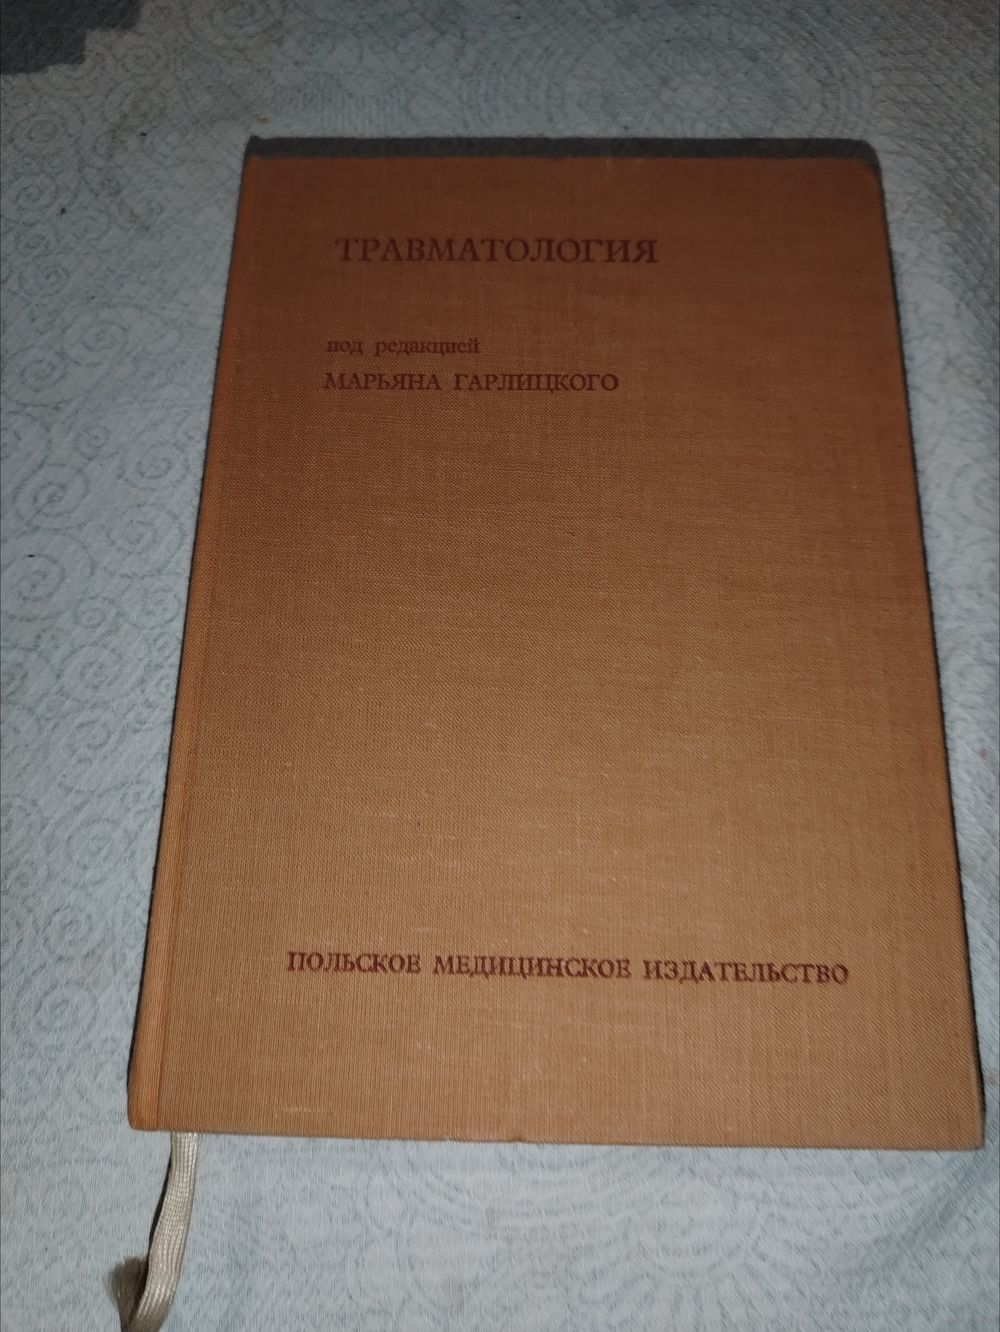 ТРАВМАТОЛОГИЯ
под редакцией
МАРЬЯНА ГАРЛИЦКОГО
ПОЛЬСКОЕ МЕДИЦИНСКОЕ ИЗДАТЕЛЬСТВО